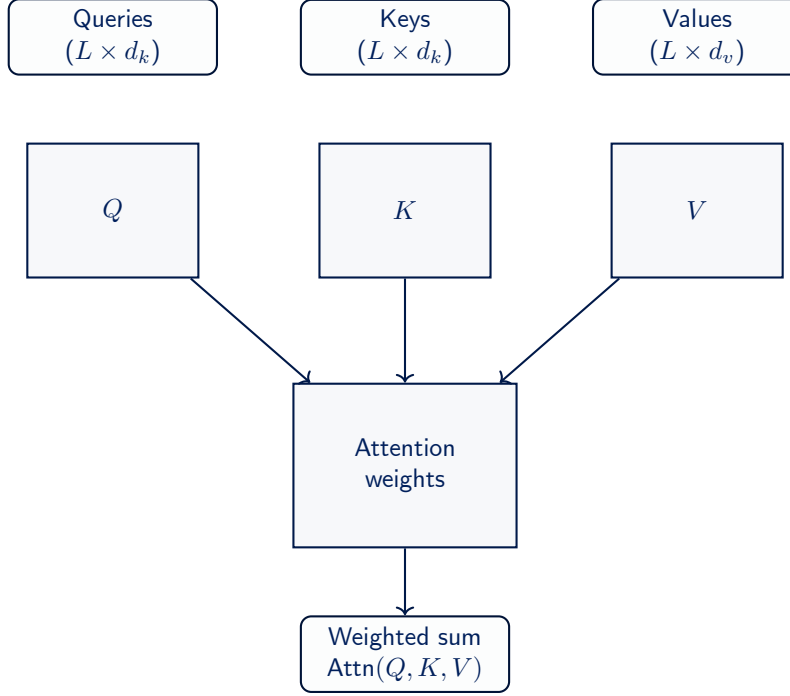 Queries
(L × d_k)
Keys
(L × d_k)
Values
(L × d_v)
Q
K
V
Attention
weights
Weighted sum
Attn(Q, K, V)